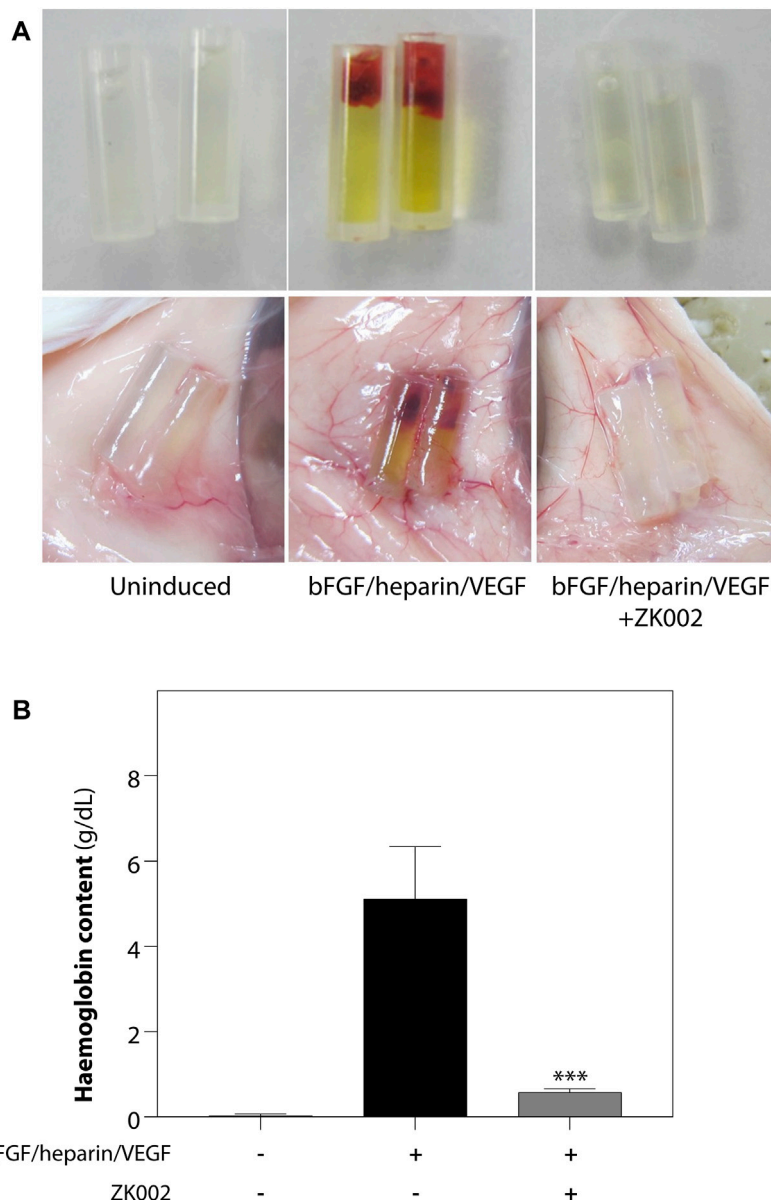 A
Uninduced bFGF/heparin/VEGF bFGF/heparin/VEGF
+ZK002
B
Haemoglobin content (g/dL)
8
6
4
2
0
***
FGF/heparin/VEGF - + +
ZK002 - - +